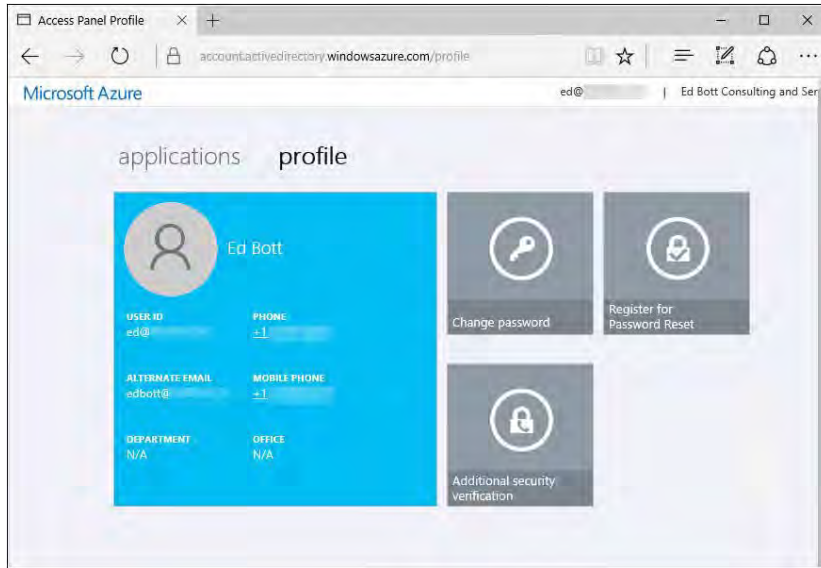 Access Panel Profile
account.activedirectory.windowsazure.com/profile
Microsoft Azure
ed@ | Ed Bott Consulting and Ser
applications profile
Ed Bott
USER ID PHONE
ed@ +1
ALTERNATE EMAIL MOBILE PHONE
edbott@ +1
DEPARTMENT OFFICE
N/A N/A
Change password
Register for
Password Reset
Additional security
verification